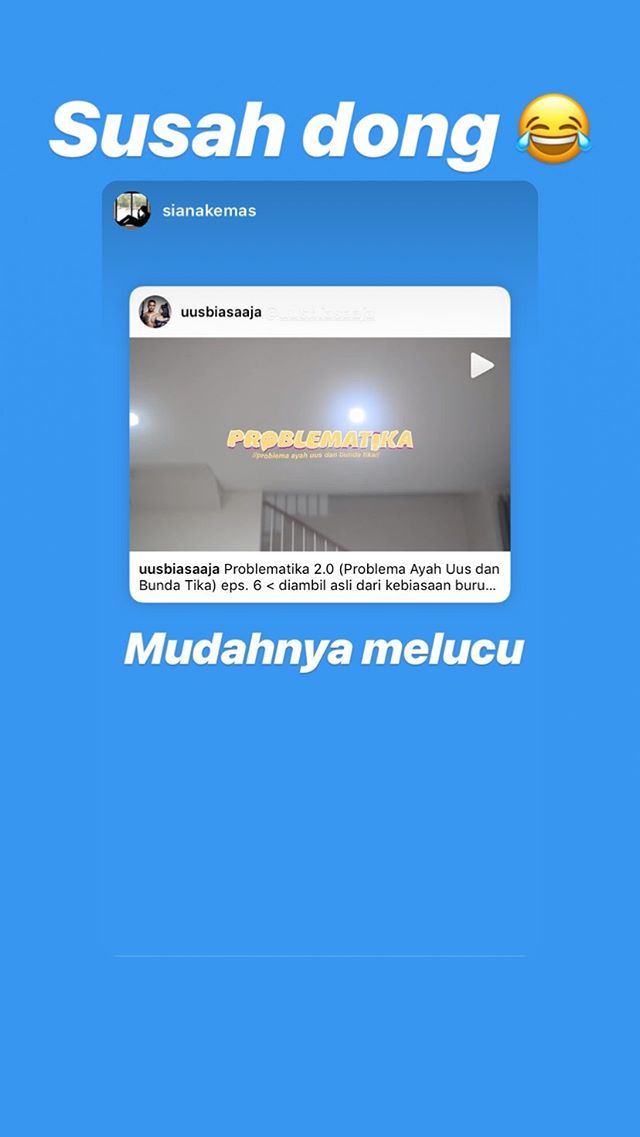 Susah dong 😂
sianakemas
uusbiasaaja @uusbiasaaja
PROBLEMATIKA
//problema ayah uus dan bunda tika//
uusbiasaaja Problematika 2.0 (Problema Ayah Uus dan
Bunda Tika) eps. 6 < diambil asli dari kebiasaan buru...
Mudahnya melucu